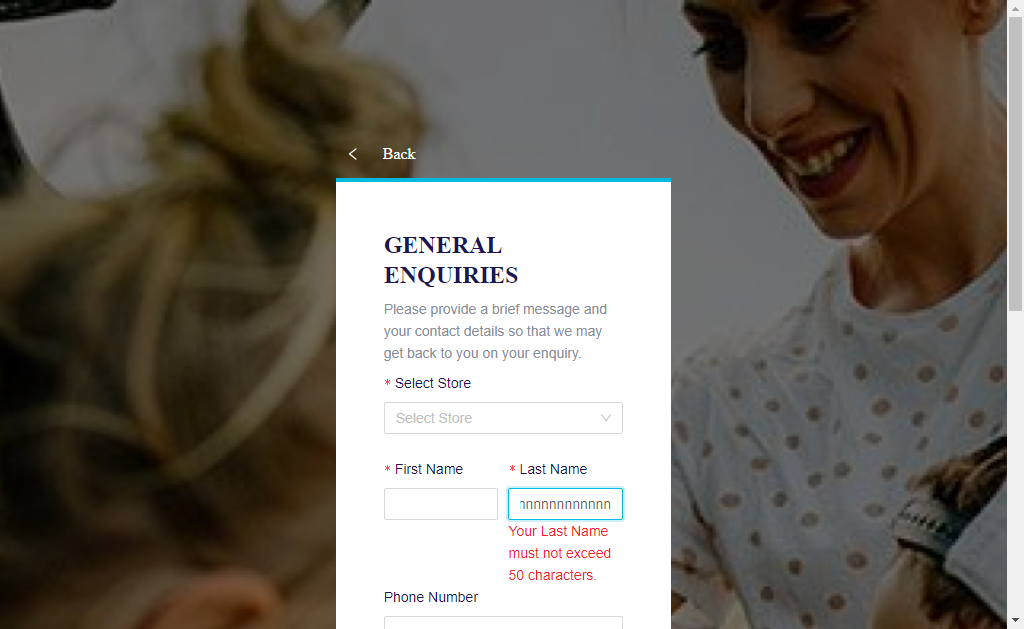 Back
GENERAL
ENQUIRIES
Please provide a brief message and
your contact details so that we may
get back to you on your enquiry.
* Select Store
Select Store
* First Name * Last Name
nnnnnnnnnnnn
Your Last Name
must not exceed
50 characters.
Phone Number